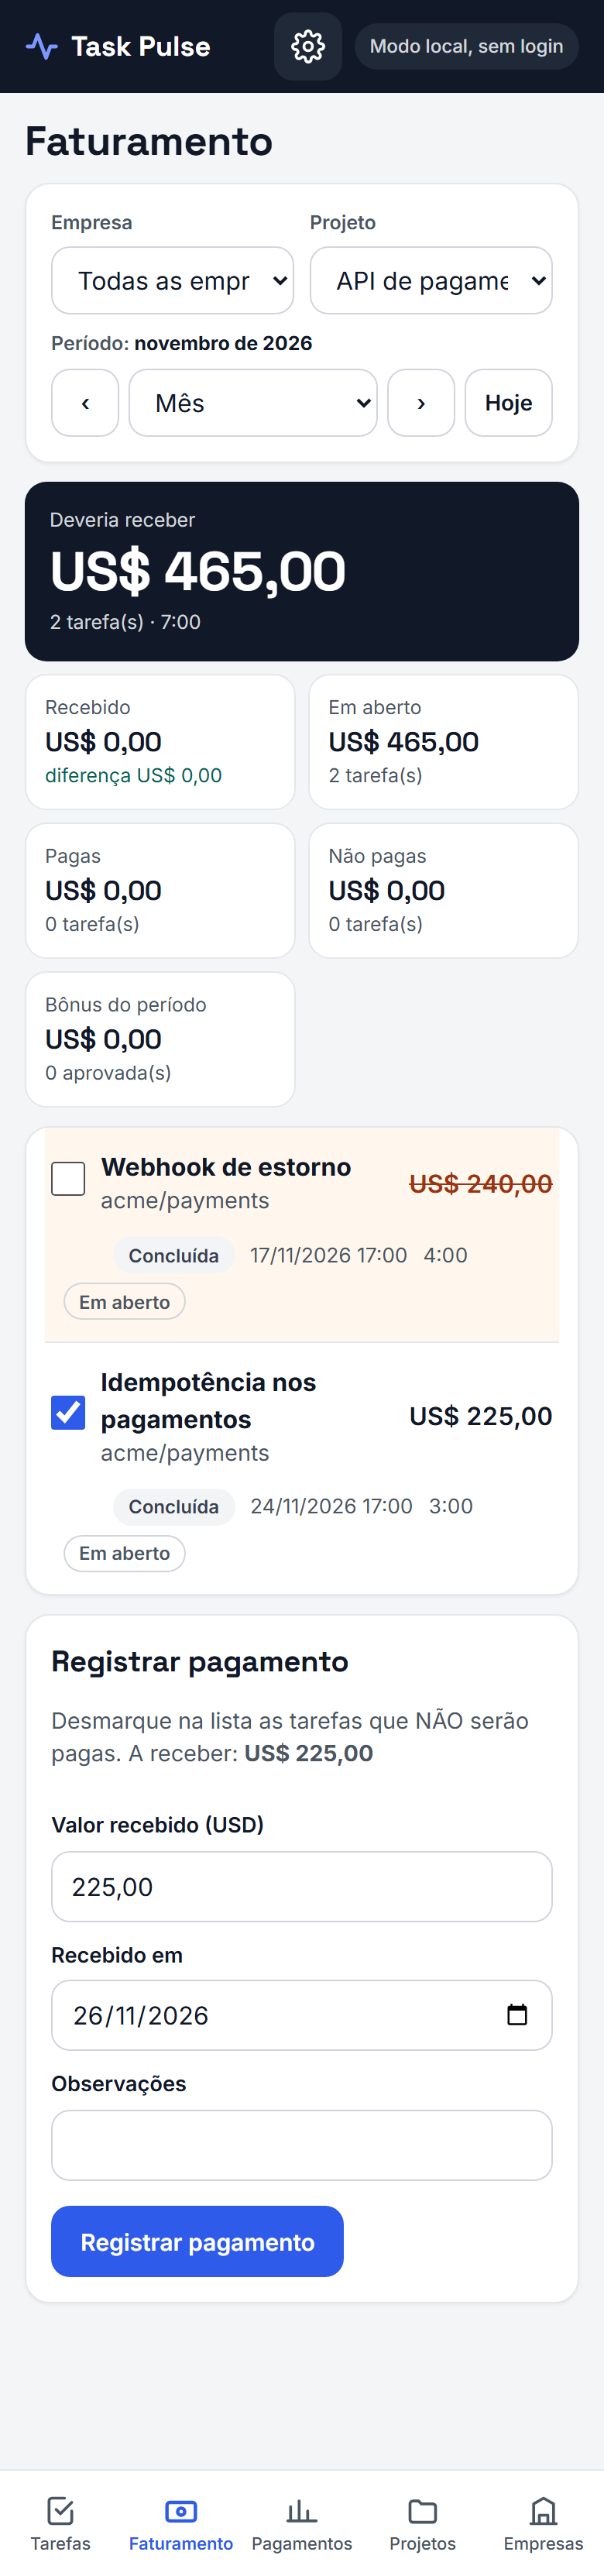 Task Pulse
Modo local, sem login
Faturamento
Empresa
Projeto
Todas as empr
API de pagame
Período: novembro de 2026
‹
Mês
›
Hoje
Deveria receber
US$ 465,00
2 tarefa(s) · 7:00
Recebido
US$ 0,00
diferença US$ 0,00
Em aberto
US$ 465,00
2 tarefa(s)
Pagas
US$ 0,00
0 tarefa(s)
Não pagas
US$ 0,00
0 tarefa(s)
Bônus do período
US$ 0,00
0 aprovada(s)
Webhook de estorno
acme/payments
US$ 240,00
Concluída 17/11/2026 17:00 4:00
Em aberto
Idempotência nos
pagamentos
acme/payments
US$ 225,00
Concluída 24/11/2026 17:00 3:00
Em aberto
Registrar pagamento
Desmarque na lista as tarefas que NÃO serão
pagas. A receber: US$ 225,00
Valor recebido (USD)
225,00
Recebido em
26/11/2026
Observações
Registrar pagamento
Tarefas
Faturamento
Pagamentos
Projetos
Empresas